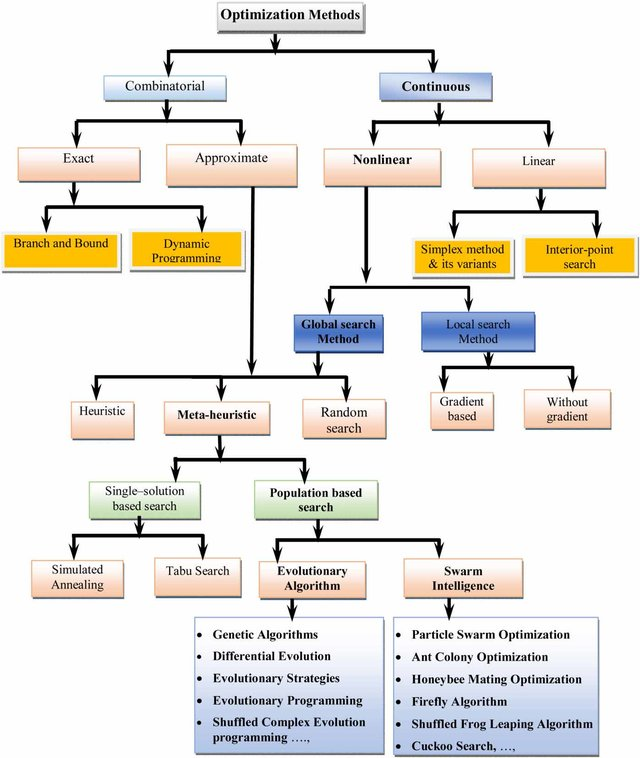 Optimization Methods
Combinatorial
Continuous
Exact
Approximate
Nonlinear
Linear
Branch and Bound
Dynamic
Programming
Simplex method
& its variants
Interior-point
search
Global search
Method
Local search
Method
Heuristic
Meta-heuristic
Random
search
Gradient
based
Without
gradient
Single–solution
based search
Population based
search
Simulated
Annealing
Tabu Search
Evolutionary
Algorithm
Swarm
Intelligence
• Genetic Algorithms
• Differential Evolution
• Evolutionary Strategies
• Evolutionary Programming
• Shuffled Complex Evolution
programming ….,
• Particle Swarm Optimization
• Ant Colony Optimization
• Honeybee Mating Optimization
• Firefly Algorithm
• Shuffled Frog Leaping Algorithm
• Cuckoo Search, …,